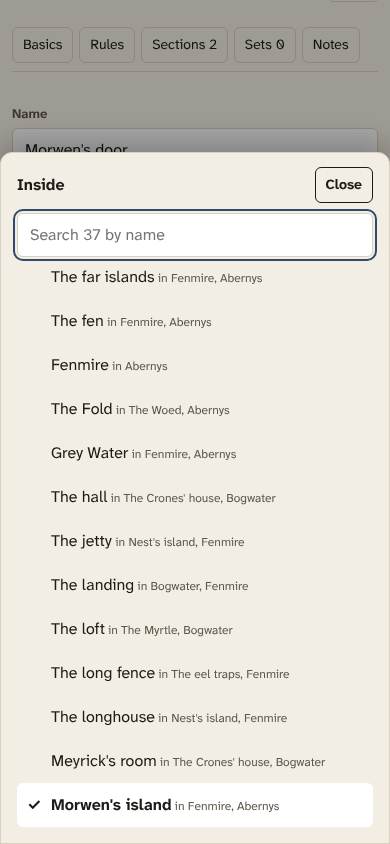 Basics Rules Sections 2 Sets 0 Notes
Name
Morwen's door
Inside Close
Search 37 by name
The far islands in Fenmire, Abernys
The fen in Fenmire, Abernys
Fenmire in Abernys
The Fold in The Woed, Abernys
Grey Water in Fenmire, Abernys
The hall in The Crones' house, Bogwater
The jetty in Nest's island, Fenmire
The landing in Bogwater, Fenmire
The loft in The Myrtle, Bogwater
The long fence in The eel traps, Fenmire
The longhouse in Nest's island, Fenmire
Meyrick's room in The Crones' house, Bogwater
Morwen's island in Fenmire, Abernys